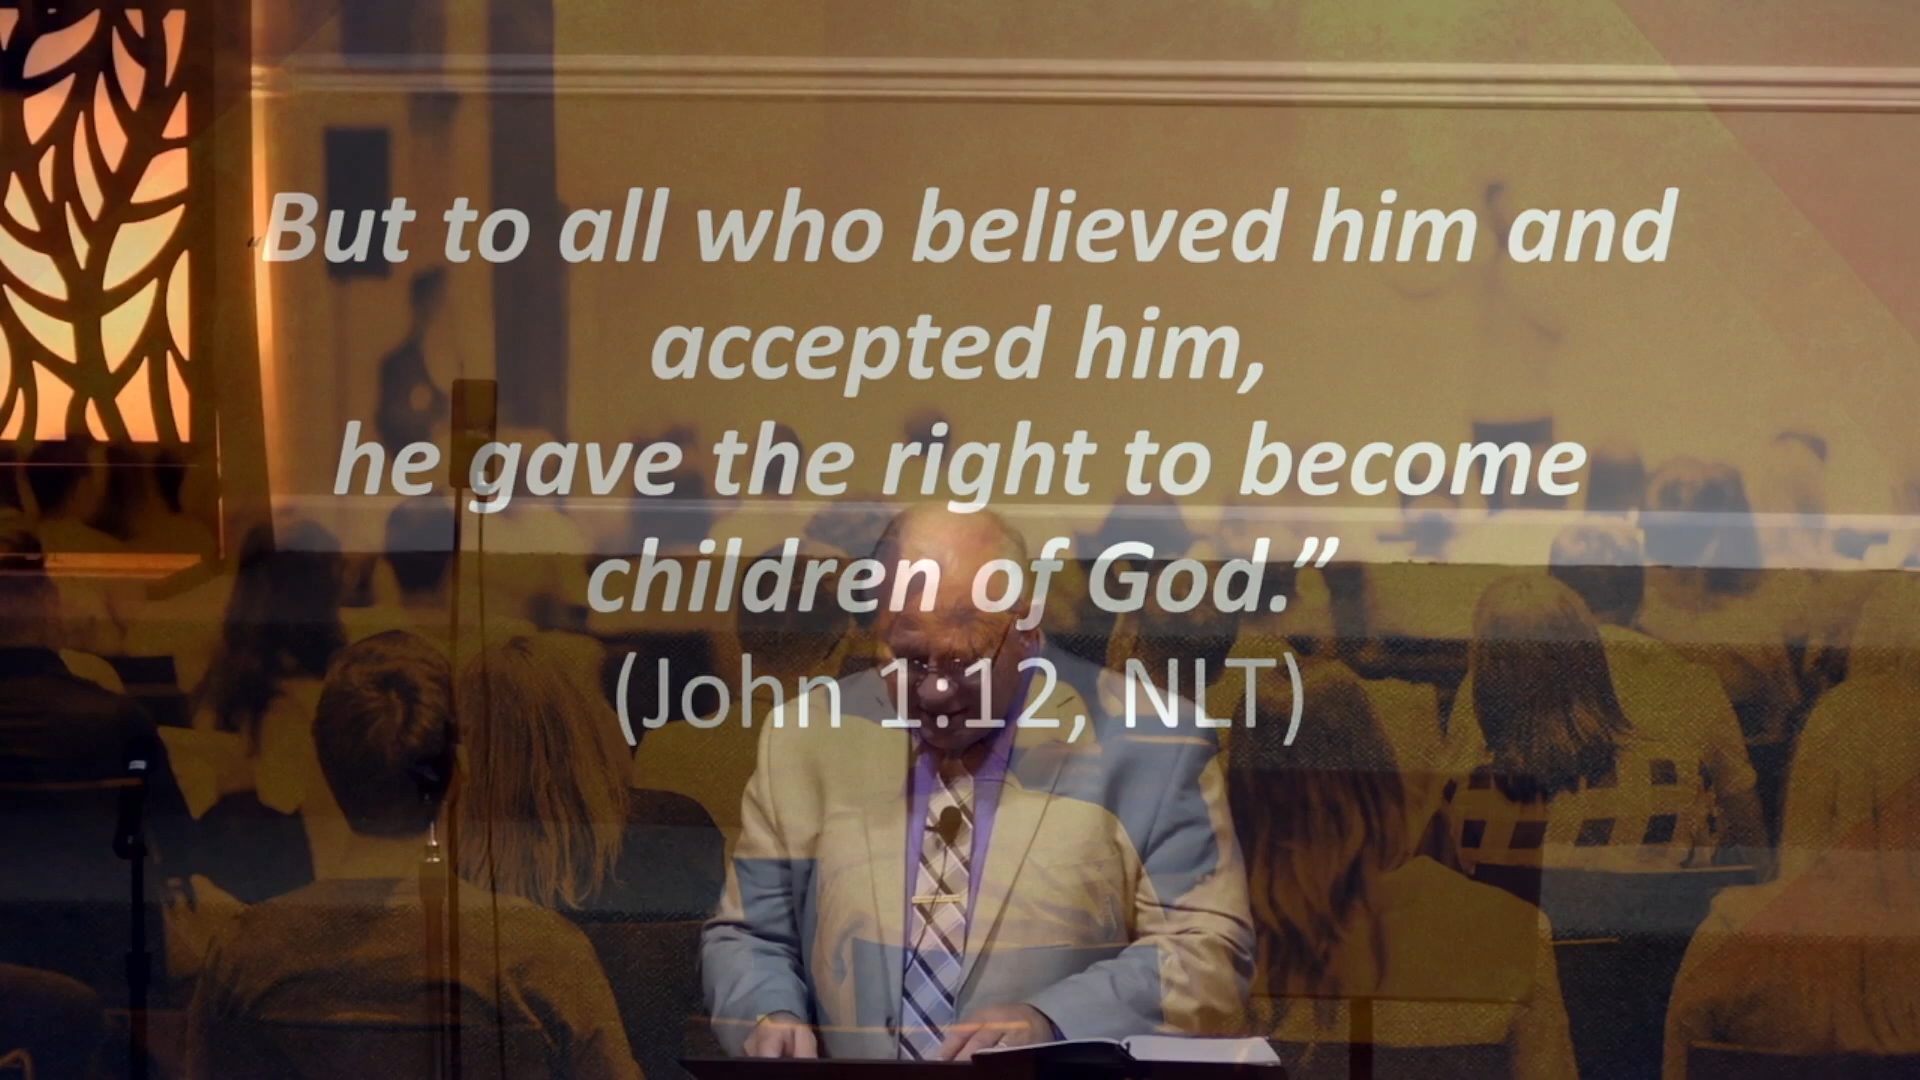 “But to all who believed him and
accepted him,
he gave the right to become
children of God.”
(John 1:12, NLT)